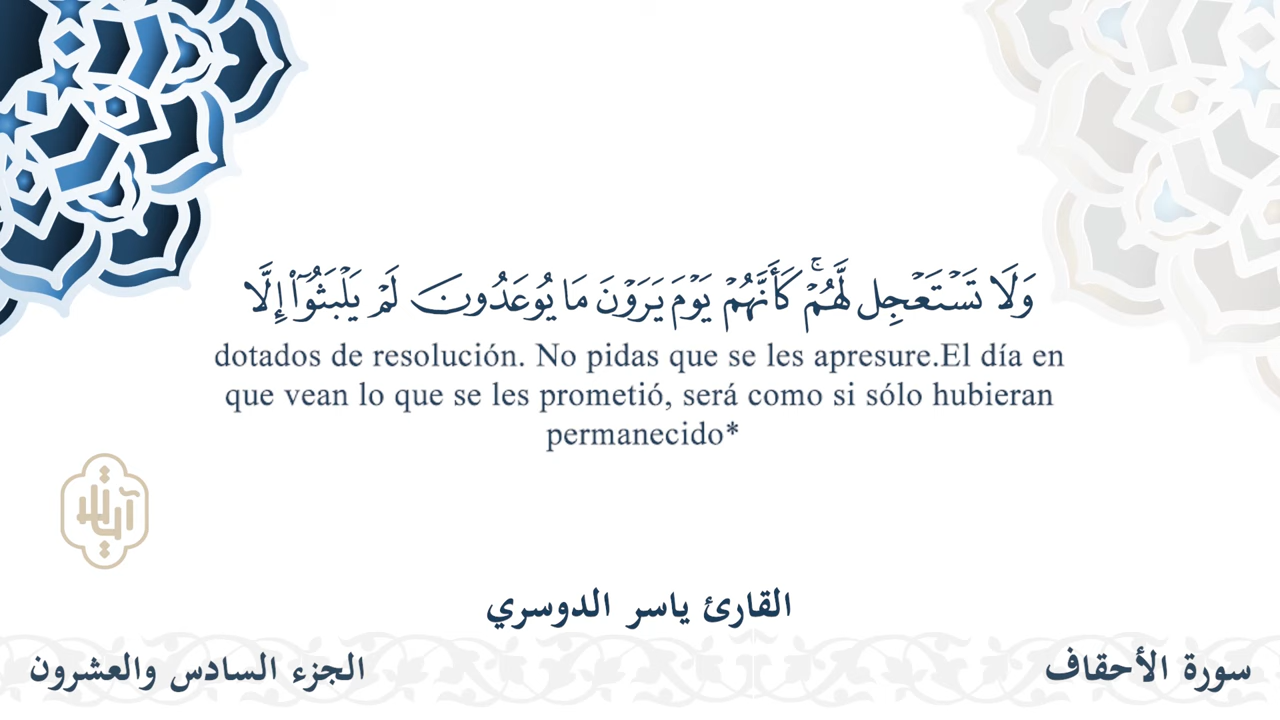 وَلَا تَسْتَعْجِل لَّهُمْ ۚ كَأَنَّهُمْ يَوْمَ يَرَوْنَ مَا يُوعَدُونَ لَمْ يَلْبَثُوٓا۟ إِلَّا
dotados de resolución. No pidas que se les apresure.El día en
que vean lo que se les prometió, será como si sólo hubieran
permanecido*
آيات
القارئ ياسر الدوسري
سورة الأحقاف
الجزء السادس والعشرون